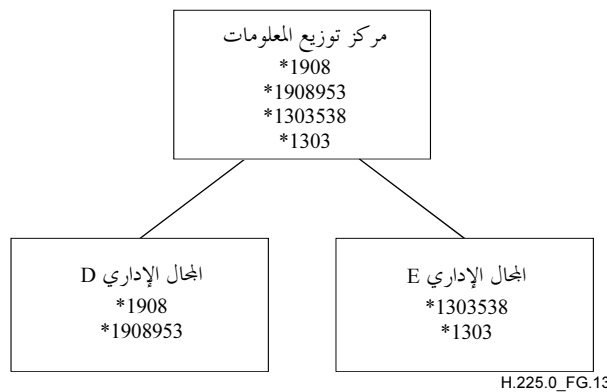 مركز توزيع المعلومات
*1908
*1908953
*1303538
*1303
المجال الإداري D
*1908
*1908953
المجال الإداري E
*1303538
*1303
H.225.0_FG.13